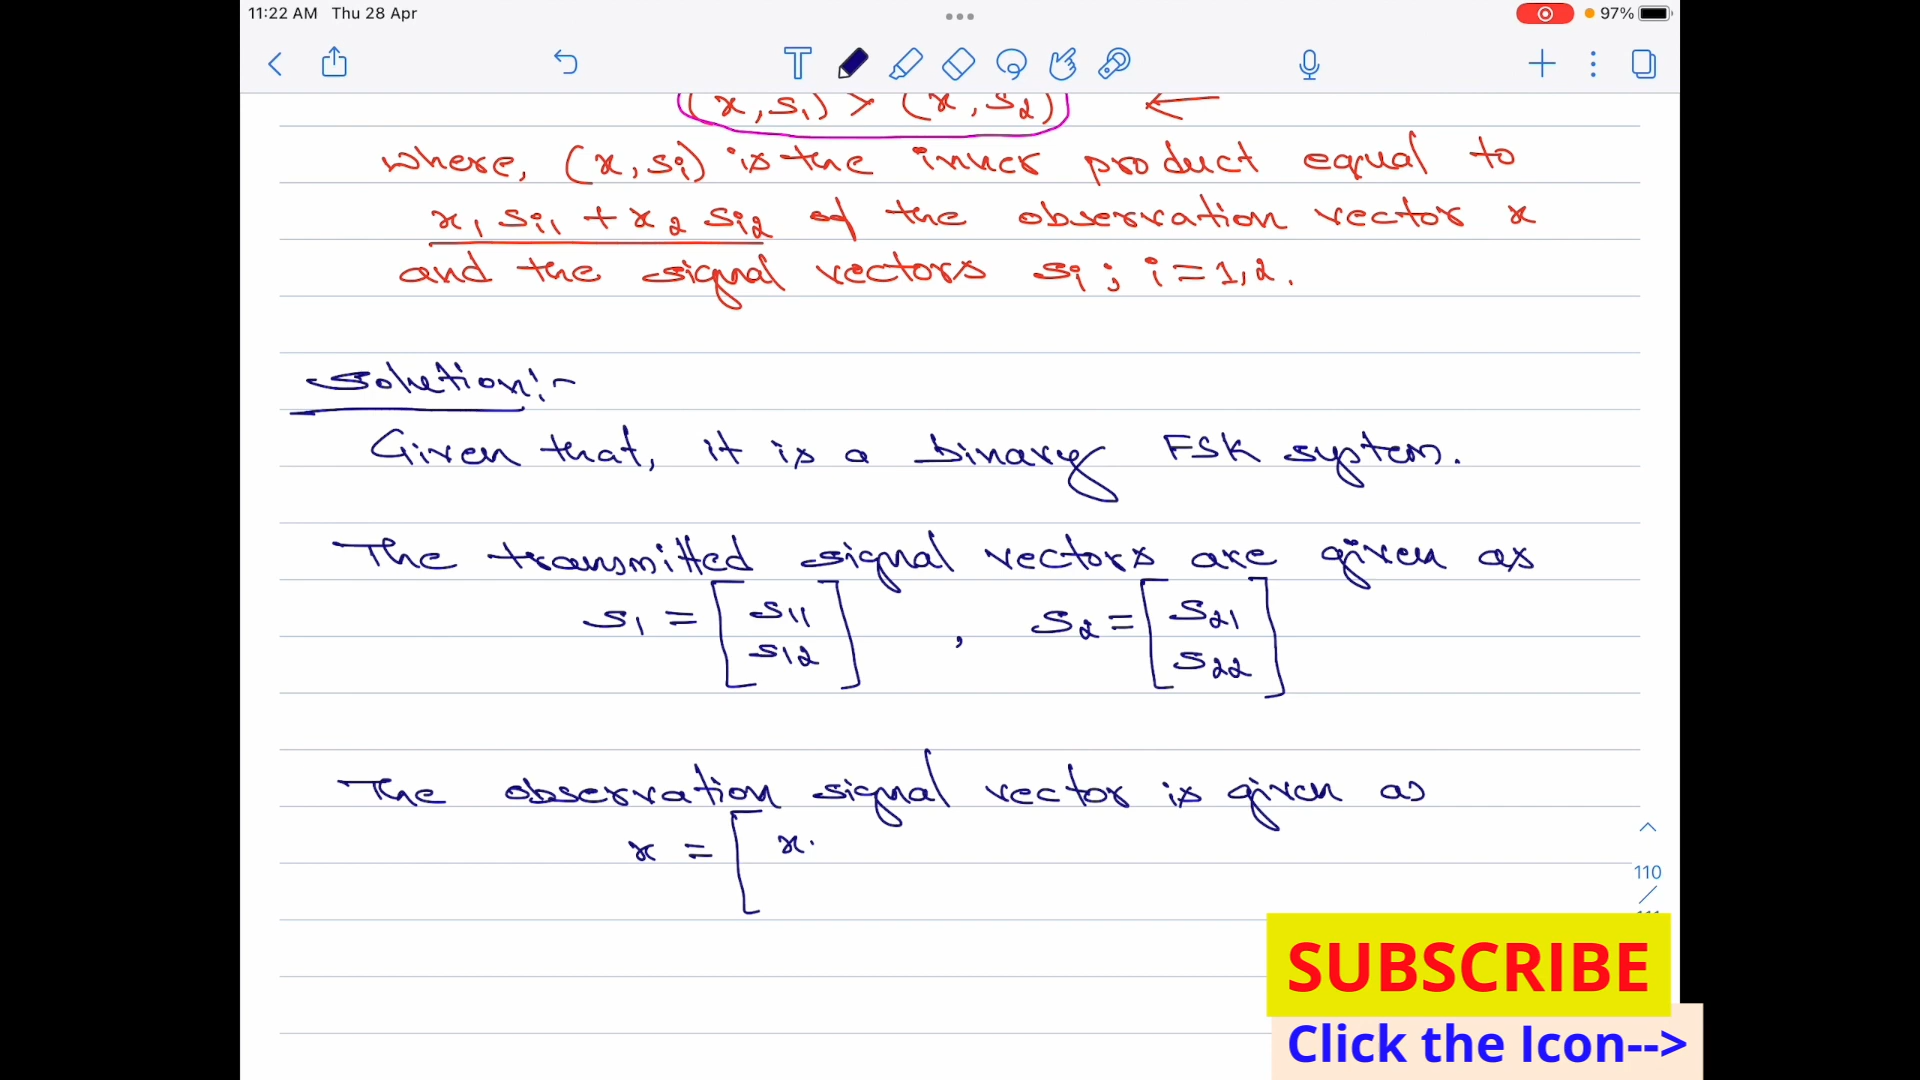 11:22 AM Thu 28 Apr
97%
(x, s₁) > (x, s₂)
where, (x, sᵢ) is the inner product equal to
x₁ sᵢ₁ + x₂ sᵢ₂ of the observation vector x
and the signal vectors sᵢ ; i = 1, 2.
Solution:-
Given that, it is a binary FSK system.
The transmitted signal vectors are given as
s₁ = [ s₁₁ s₁₂ ] , s₂ = [ s₂₁ s₂₂ ]
The observation signal vector is given as
x = [ x.
110
SUBSCRIBE
Click the Icon-->